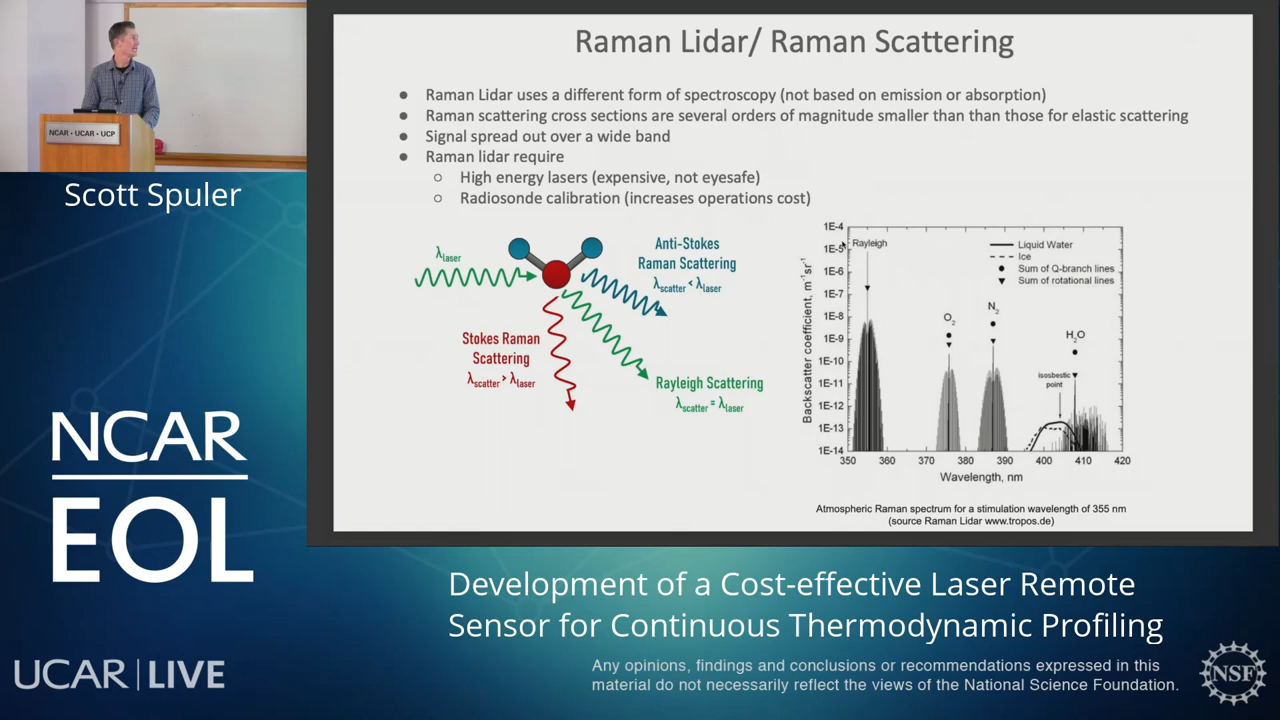 Raman Lidar/ Raman Scattering
● Raman Lidar uses a different form of spectroscopy (not based on emission or absorption)
● Raman scattering cross sections are several orders of magnitude smaller than than those for elastic scattering
● Signal spread out over a wide band
● Raman lidar require
○ High energy lasers (expensive, not eyesafe)
○ Radiosonde calibration (increases operations cost)
λlaser
Anti-Stokes
Raman Scattering
λscatter < λlaser
Stokes Raman
Scattering
λscatter > λlaser
Rayleigh Scattering
λscatter = λlaser
Backscatter coefficient, m⁻¹sr⁻¹
1E-4
1E-5
1E-6
1E-7
1E-8
1E-9
1E-10
1E-11
1E-12
1E-13
1E-14
Rayleigh
Liquid Water
Ice
Sum of Q-branch lines
Sum of rotational lines
O₂
N₂
H₂O
isosbestic
point
350 360 370 380 390 400 410 420
Wavelength, nm
Atmospheric Raman spectrum for a stimulation wavelength of 355 nm
(source Raman Lidar www.tropos.de)
NCAR • UCAR • UCP
Scott Spuler
NCAR
EOL
Development of a Cost-effective Laser Remote
Sensor for Continuous Thermodynamic Profiling
UCAR | LIVE
Any opinions, findings and conclusions or recommendations expressed in this
material do not necessarily reflect the views of the National Science Foundation.
NSF